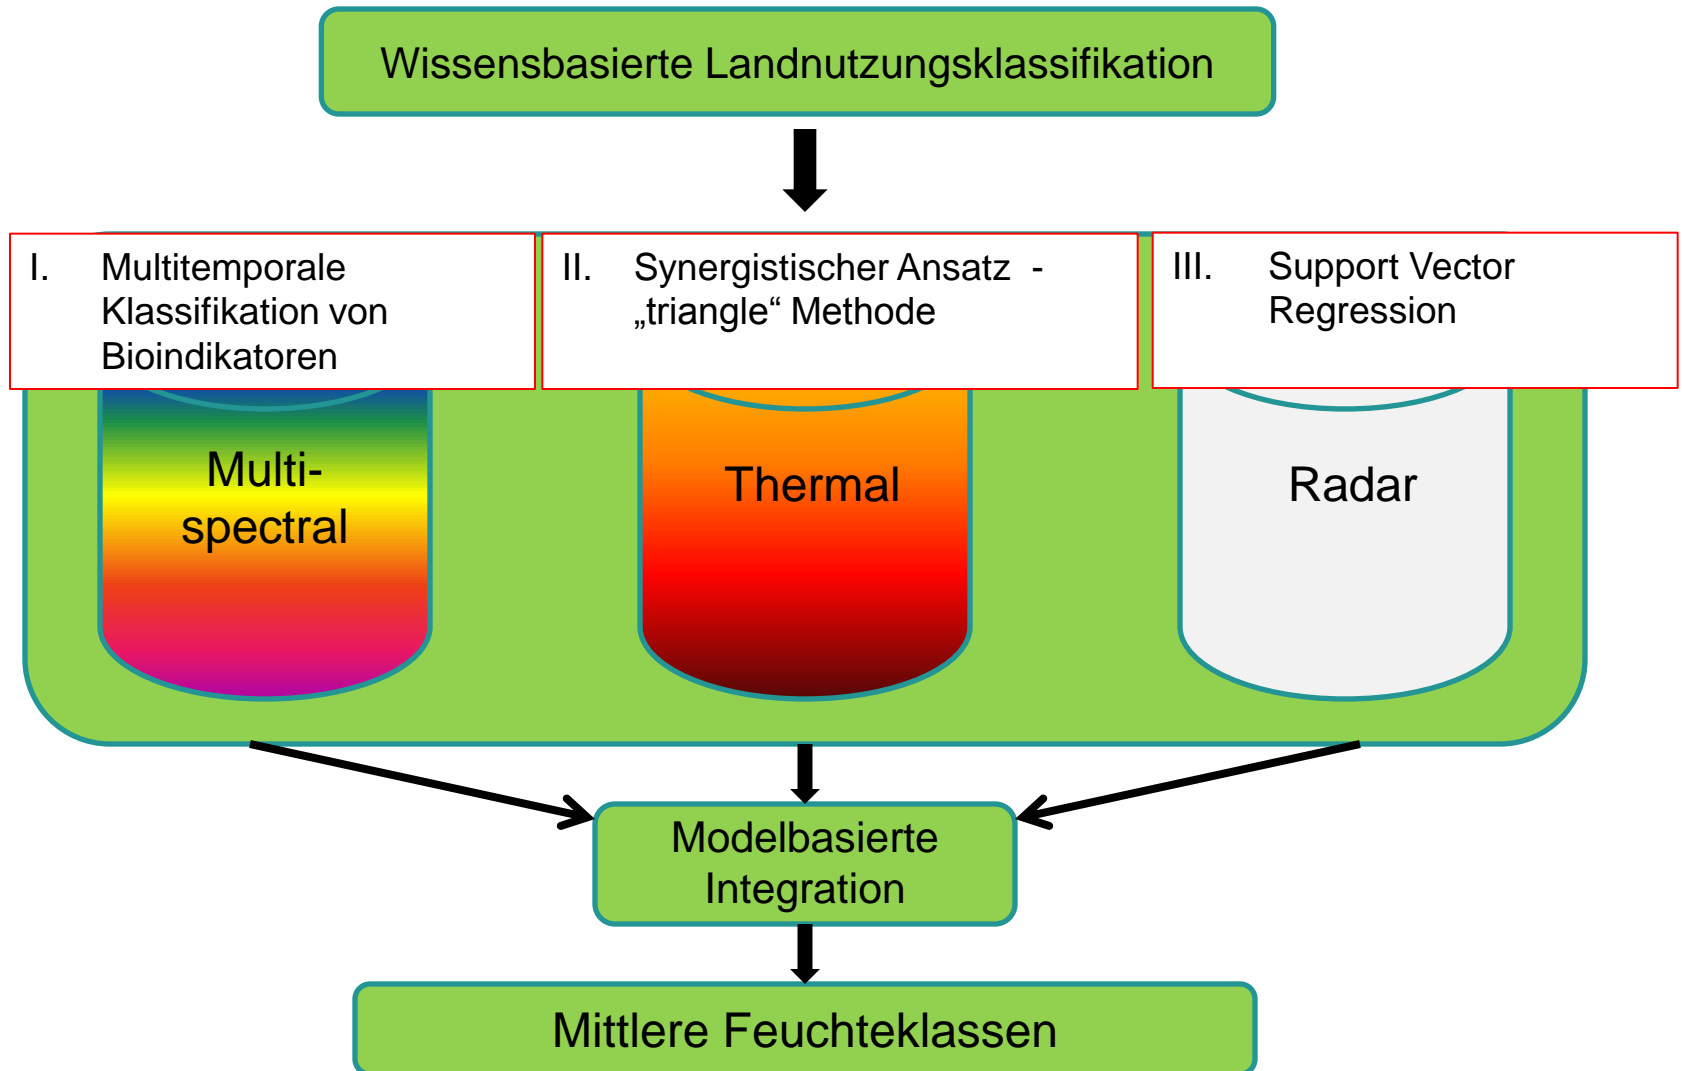 Wissensbasierte Landnutzungsklassifikation
I. Multitemporale
Klassifikation von
Bioindikatoren
II. Synergistischer Ansatz -
„triangle“ Methode
III. Support Vector
Regression
Multi-
spectral
Thermal
Radar
Modelbasierte
Integration
Mittlere Feuchteklassen